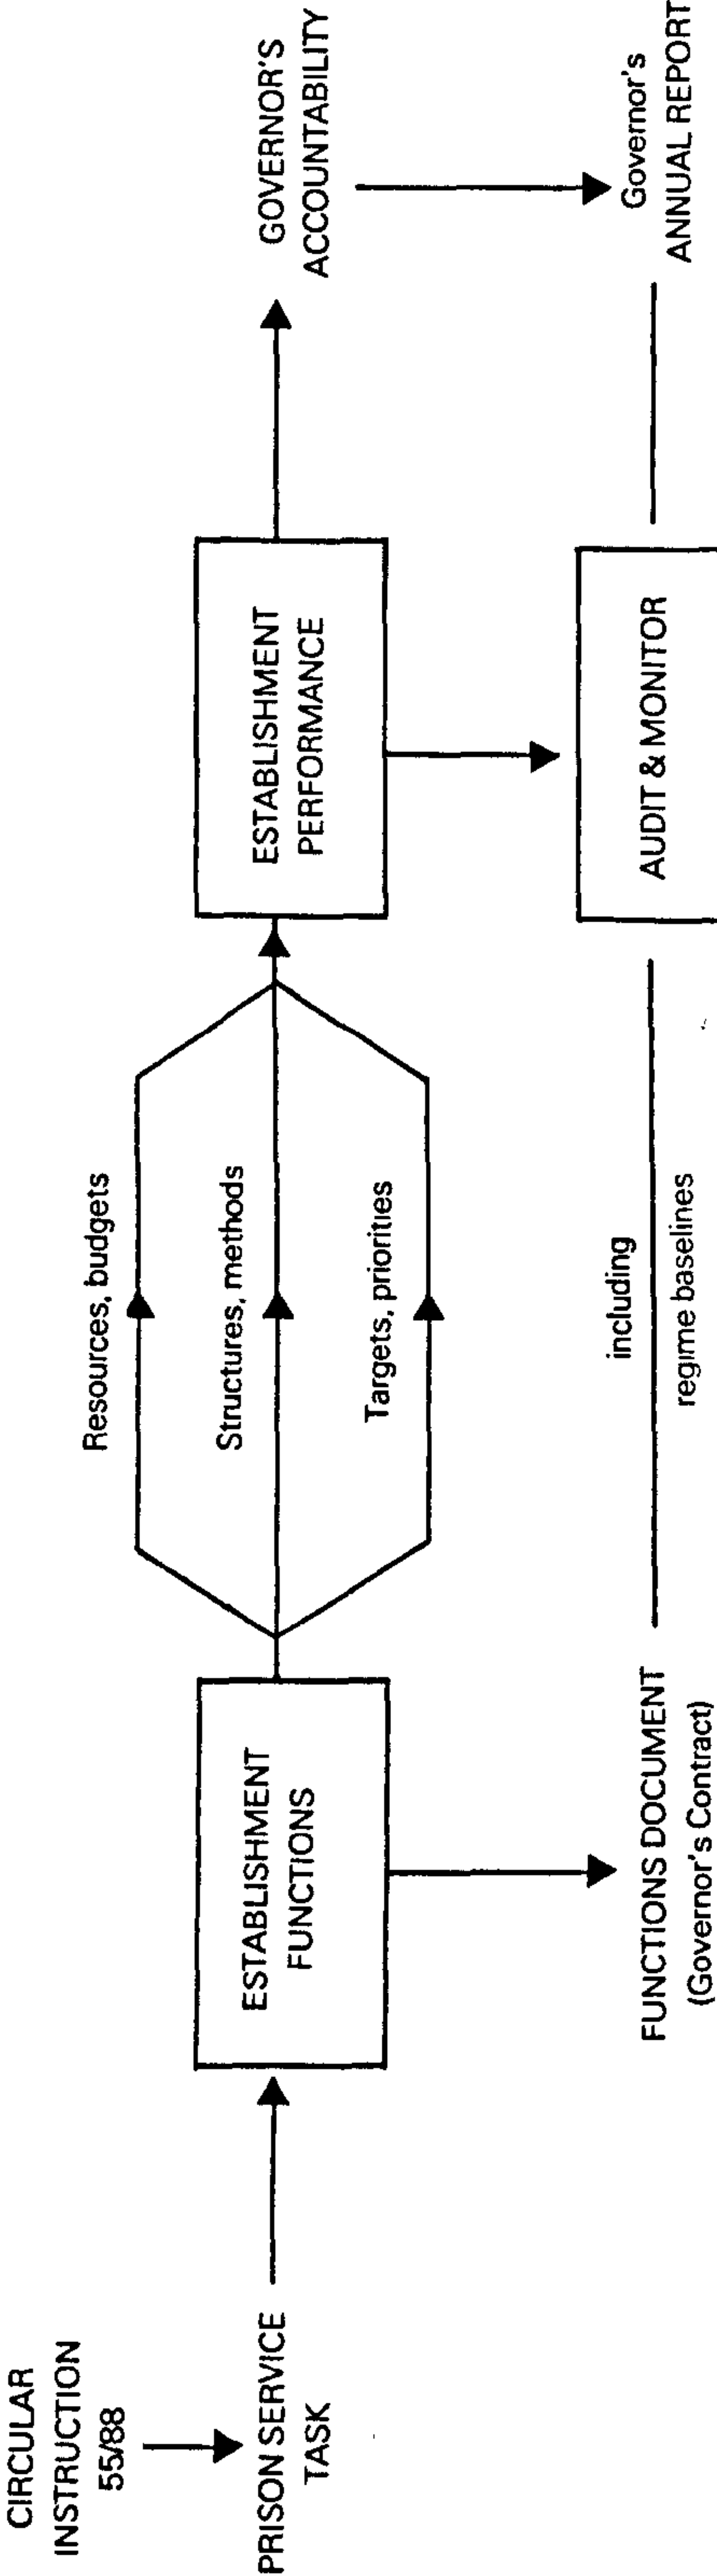 CIRCULAR
INSTRUCTION
55/88
PRISON SERVICE
TASK
ESTABLISHMENT
FUNCTIONS
FUNCTIONS DOCUMENT
(Governor's Contract)
Resources, budgets
Structures, methods
Targets, priorities
including
regime baselines
ESTABLISHMENT
PERFORMANCE
AUDIT & MONITOR
GOVERNOR'S
ACCOUNTABILITY
Governor's
ANNUAL REPORT